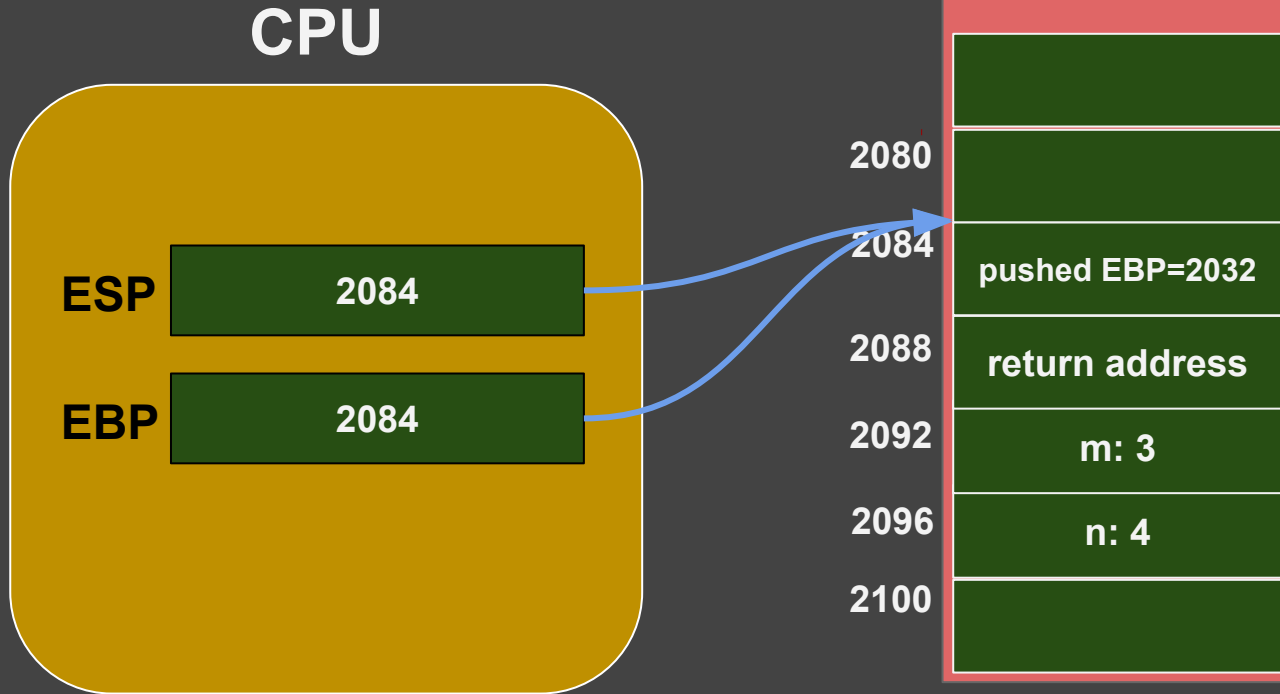 CPU
ESP
2084
EBP
2084
2080
2084
pushed EBP=2032
2088
return address
2092
m: 3
2096
n: 4
2100